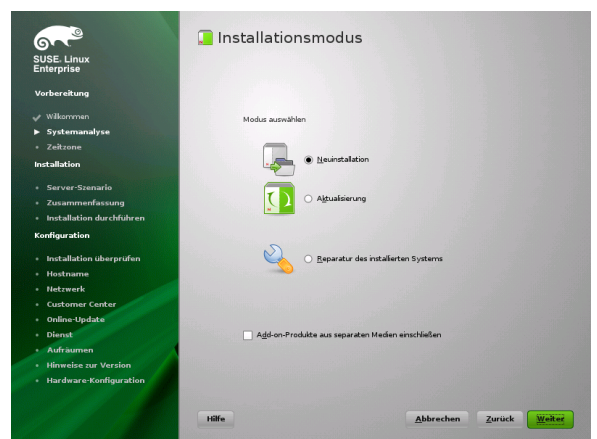 SUSE. Linux
Enterprise
Vorbereitung
Willkommen
Systemanalyse
Zeitzone
Installation
Server-Szenario
Zusammenfassung
Installation durchführen
Konfiguration
Installation überprüfen
Hostname
Netzwerk
Customer Center
Online-Update
Dienst
Aufräumen
Hinweise zur Version
Hardware-Konfiguration
Installationsmodus
Modus auswählen
Neuinstallation
Aktualisierung
Reparatur des installierten Systems
Add-on-Produkte aus separaten Medien einschließen
Hilfe
Abbrechen
Zurück
Weiter